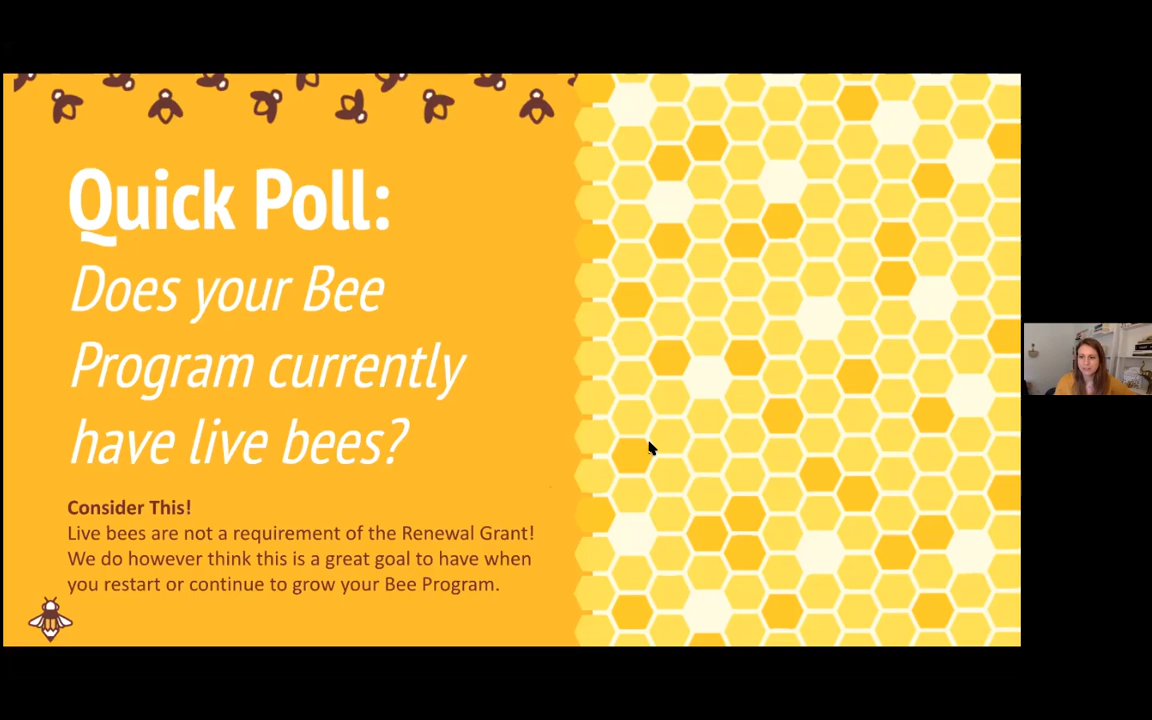 Quick Poll:
Does your Bee
Program currently
have live bees?
Consider This!
Live bees are not a requirement of the Renewal Grant!
We do however think this is a great goal to have when
you restart or continue to grow your Bee Program.